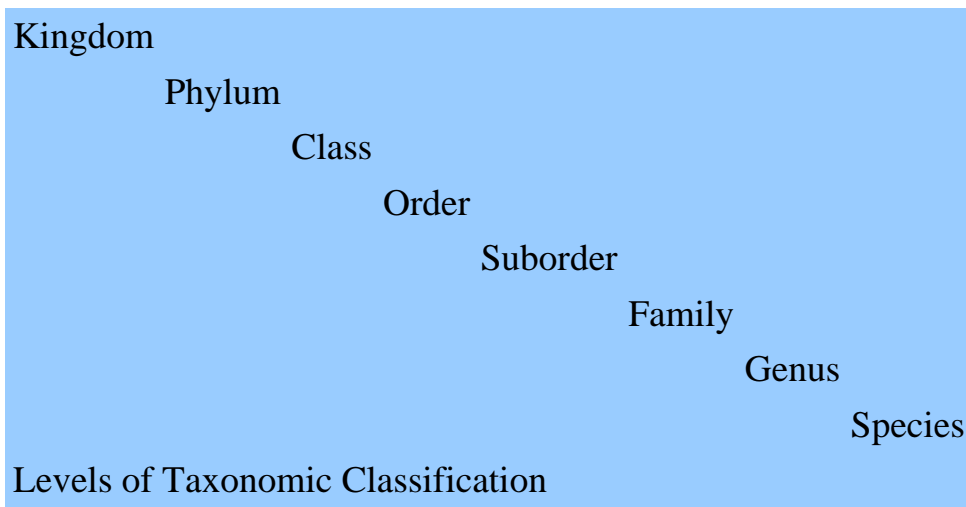 Kingdom
Phylum
Class
Order
Suborder
Family
Genus
Species
Levels of Taxonomic Classification